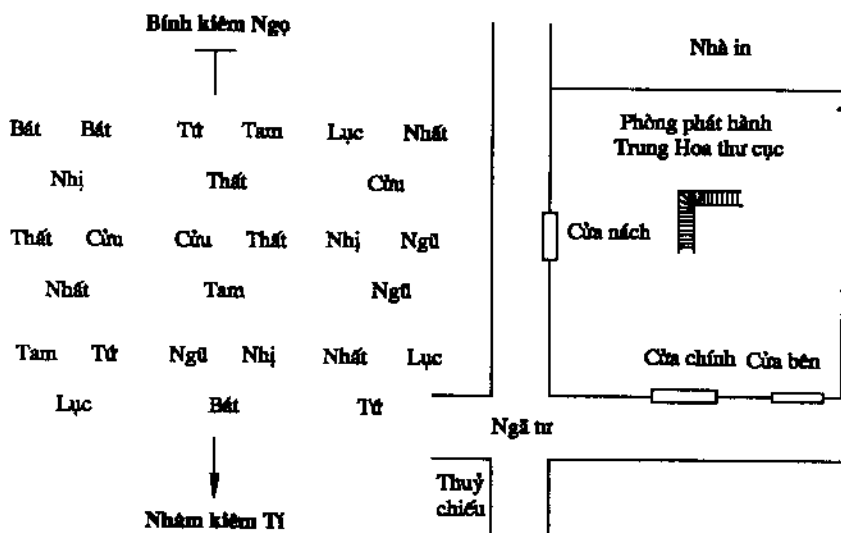 Bính kiêm Ngọ
Bát Bát Tứ Tam Lục Nhất
Nhị Thất Cửu
Thất Cửu Cửu Thất Nhị Ngũ
Nhất Tam Ngũ
Tam Tứ Ngũ Nhị Nhất Lục
Lục Bát Tứ
Nhâm kiêm Tí
Nhà in
Phòng phát hành
Trung Hoa thư cục
Cửa nách
Cửa chính Cửa bên
Ngã tư
Thuỷ
chiếu